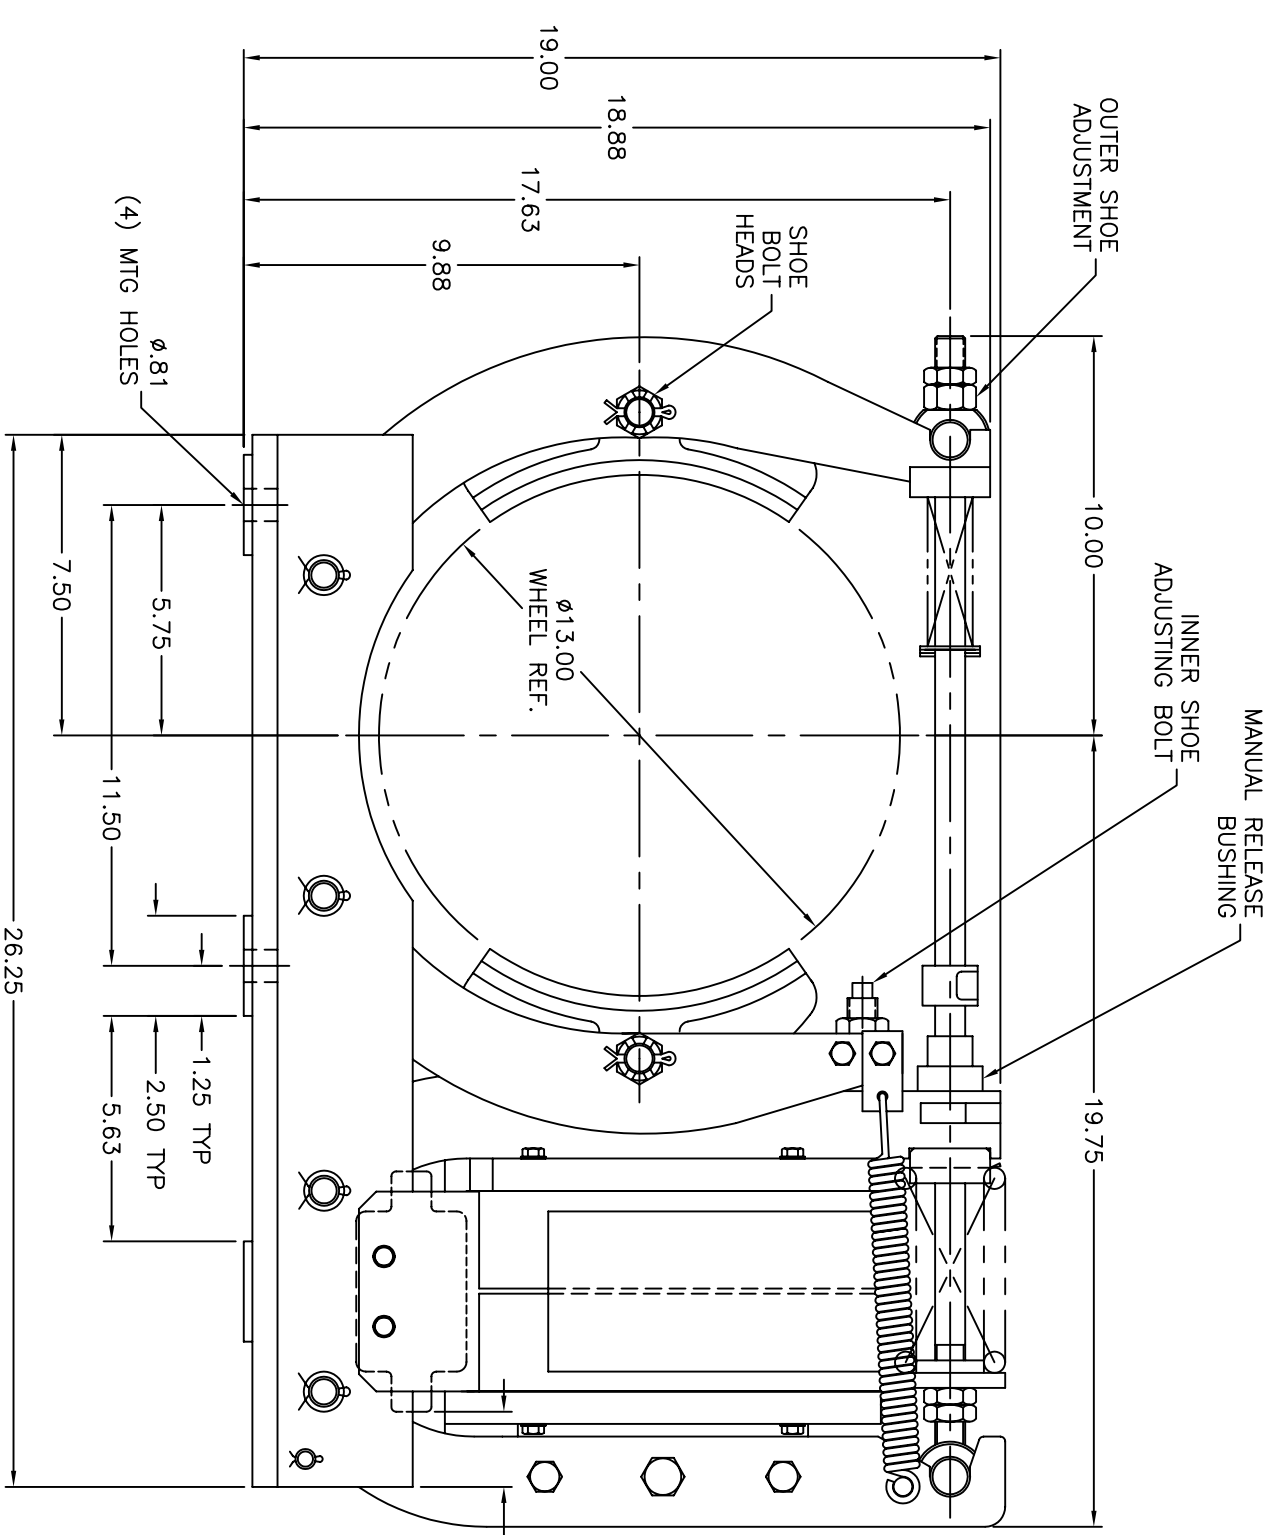 19.00
18.88
17.63
9.88
OUTER SHOE
ADJUSTMENT
SHOE
BOLT
HEADS
(4) MTG HOLES
ø.81
10.00
19.75
INNER SHOE
ADJUSTING BOLT
MANUAL RELEASE
BUSHING
ø13.00
WHEEL REF.
7.50
5.75
11.50
1.25 TYP
2.50 TYP
5.63
26.25